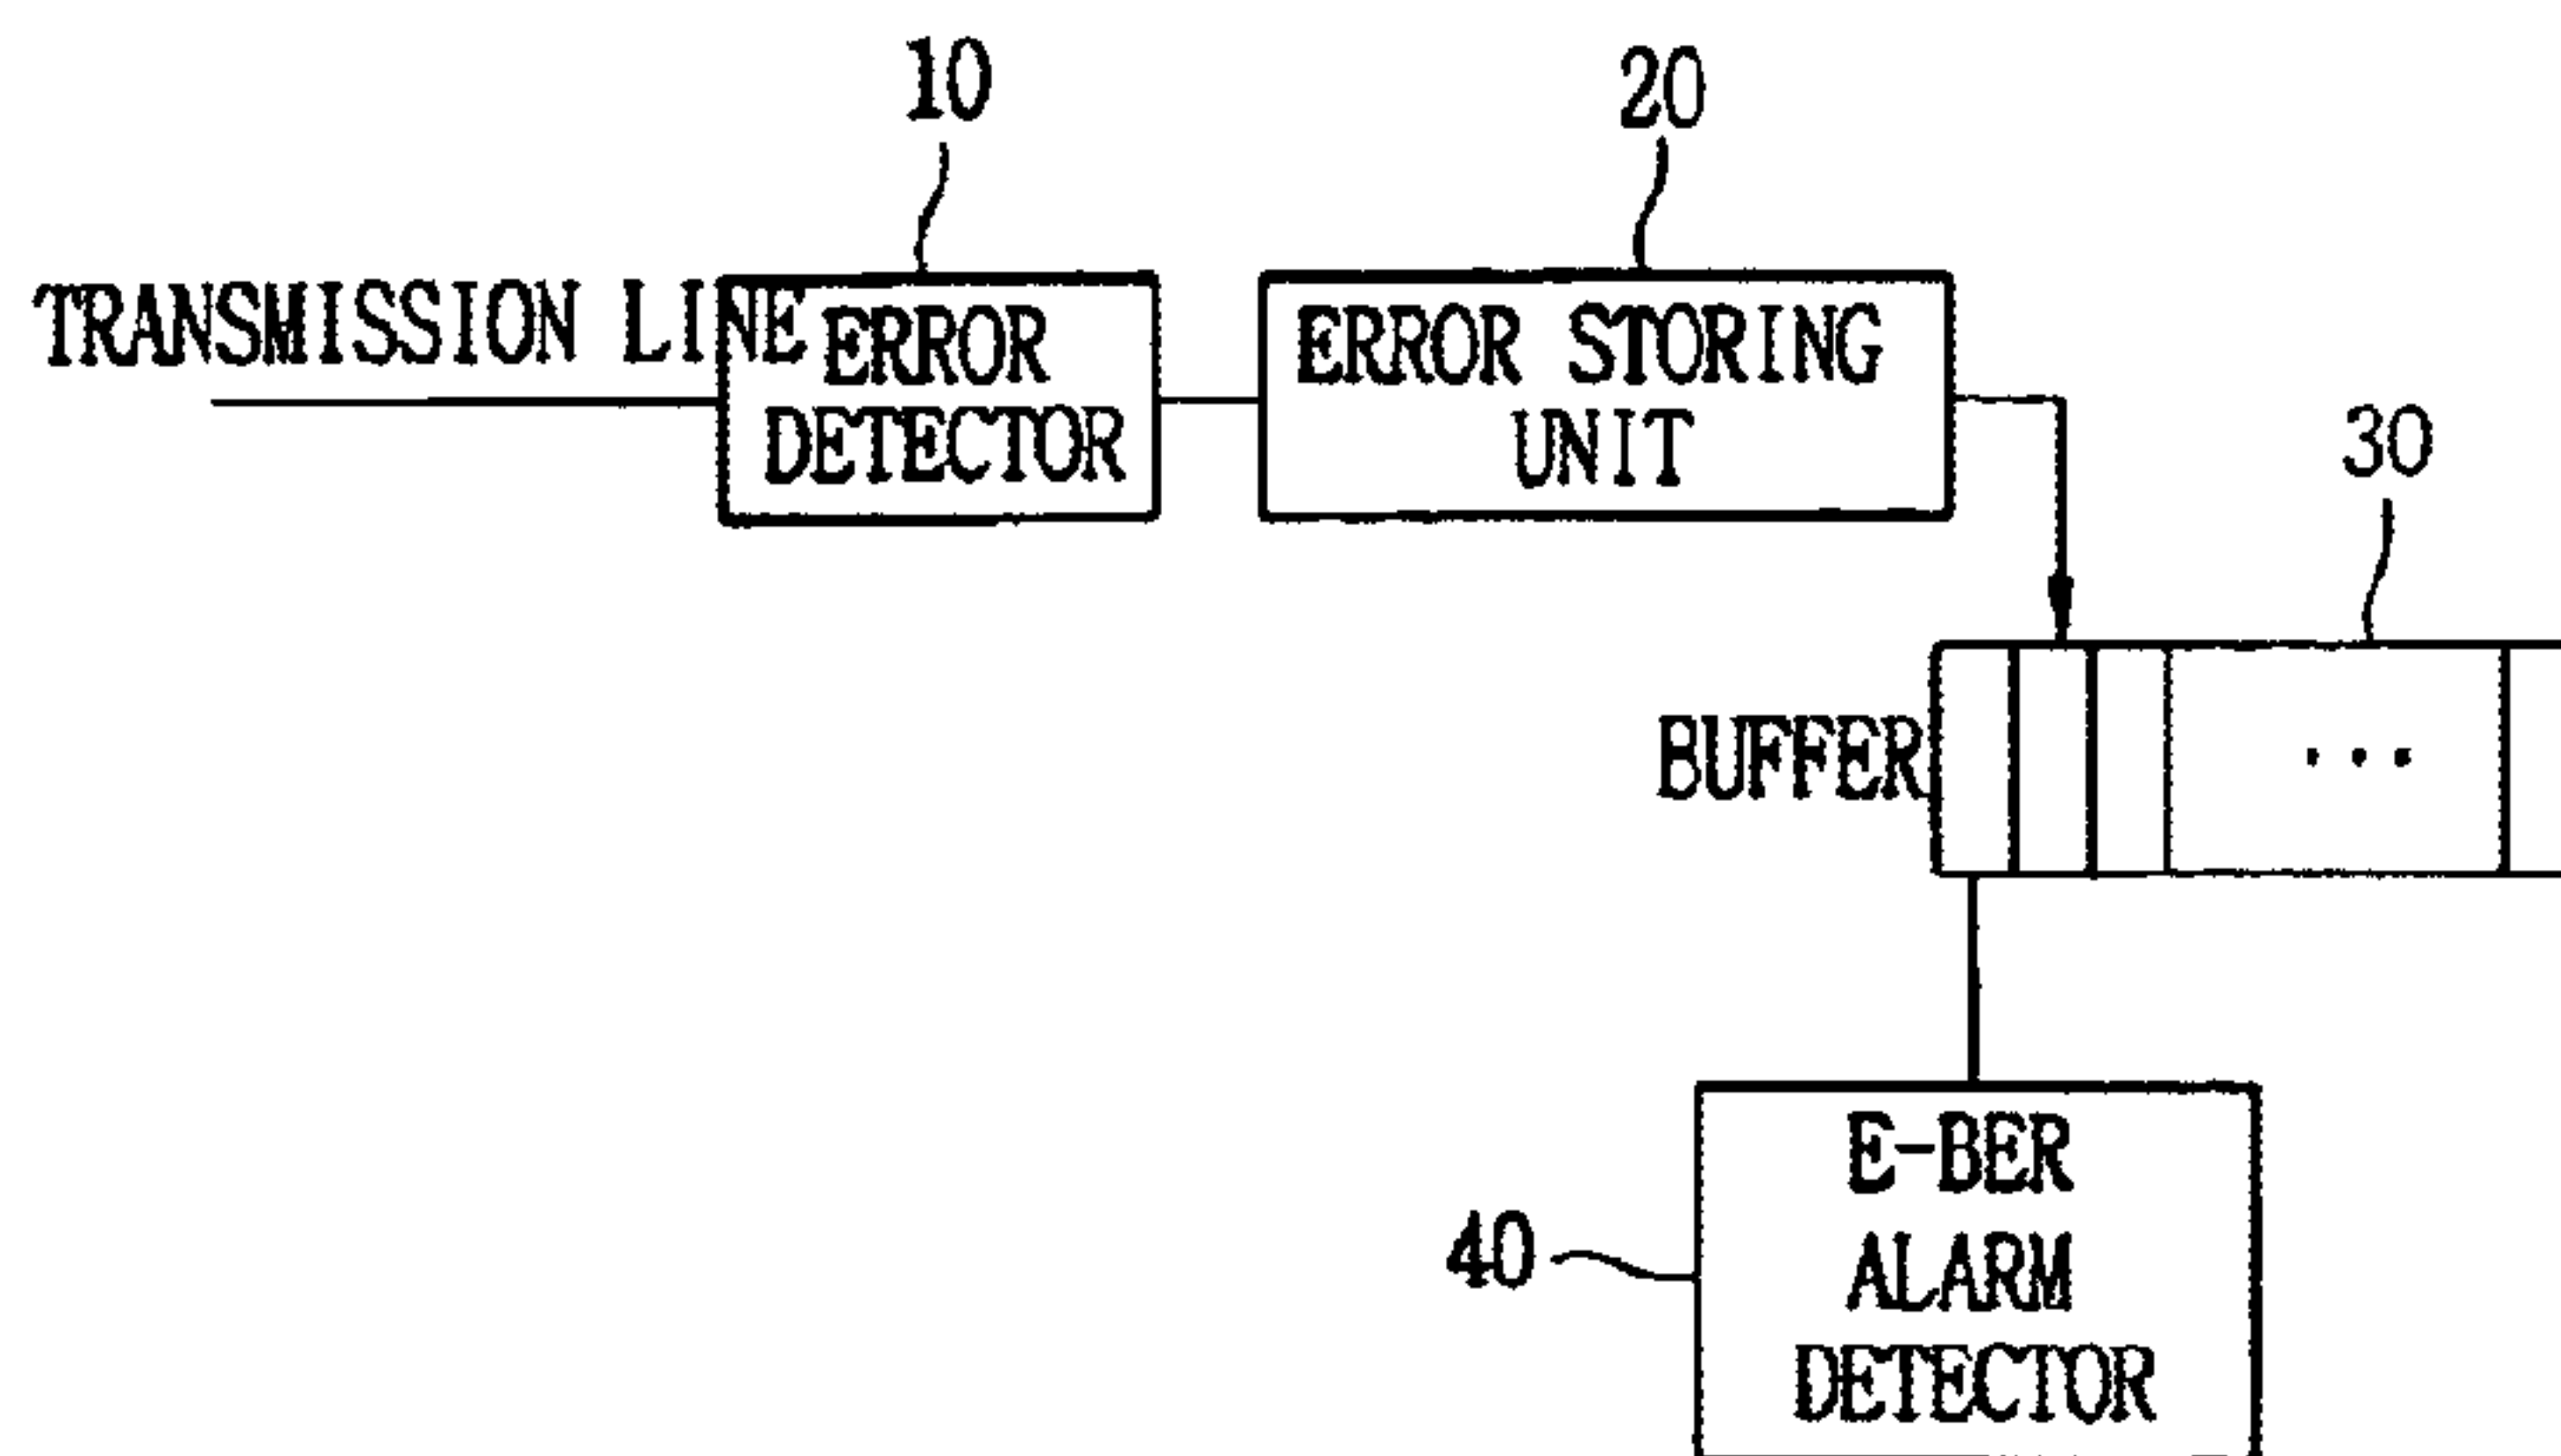 10
20
TRANSMISSION LINE
ERROR
DETECTOR
ERROR STORING
UNIT
30
BUFFER
...
E-BER
ALARM
DETECTOR
40